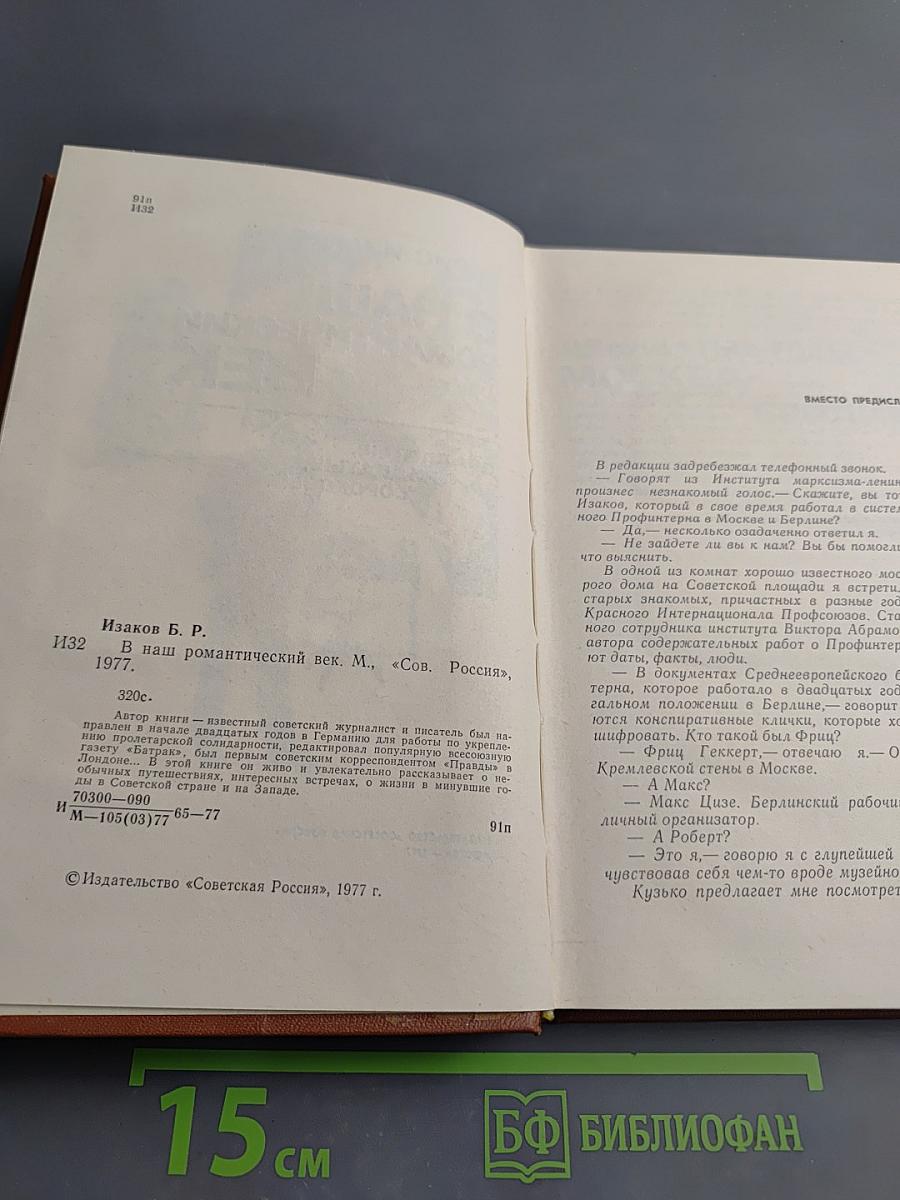 91п
И32
Изаков Б. Р.
И32 В наш романтический век. М., «Сов. Россия»,
1977.
320с.
Автор книги — известный советский журналист и писатель был на-
правлен в начале двадцатых годов в Германию для работы по укрепле-
нию пролетарской солидарности, редактировал популярную всесоюзную
газету «Батрак», был первым советским корреспондентом «Правды» в
Лондоне... В этой книге он живо и увлекательно рассказывает о не-
обычных путешествиях, интересных встречах, о жизни в минувшие го-
ды в Советской стране и на Западе.
И 70300—090
М—105(03)77 65—77
91п
© Издательство «Советская Россия», 1977 г.
ВМЕСТО ПРЕДИСЛ
В редакции задребезжал телефонный звонок.
— Говорят из Института марксизма-ленин
произнес незнакомый голос.— Скажите, вы то
Изаков, который в свое время работал в систем
ного Профинтерна в Москве и Берлине?
— Да,— несколько озадаченно ответил я.
— Не зайдете ли вы к нам? Вы бы помогли
что выяснить.
В одной из комнат хорошо известного мос
рого дома на Советской площади я встретил
старых знакомых, причастных в разные год
Красного Интернационала Профсоюзов. Ста
ного сотрудника института Виктора Абрамо
автора содержательных работ о Профинтер
ют даты, факты, люди.
— В документах Среднеевропейского б
терна, которое работало в двадцатых год
гальном положении в Берлине,— говорит
ются конспиративные клички, которые хо
шифровать. Кто такой был Фриц?
— Фриц Геккерт,— отвечаю я.— О
Кремлевской стены в Москве.
— А Макс?
— Макс Цизе. Берлинский рабочи
личный организатор.
— А Роберт?
— Это я,— говорю я с глупейшей
чувствовав себя чем-то вроде музейно
Кузько предлагает мне посмотрет
15 см
БФ БИБЛИОФАН